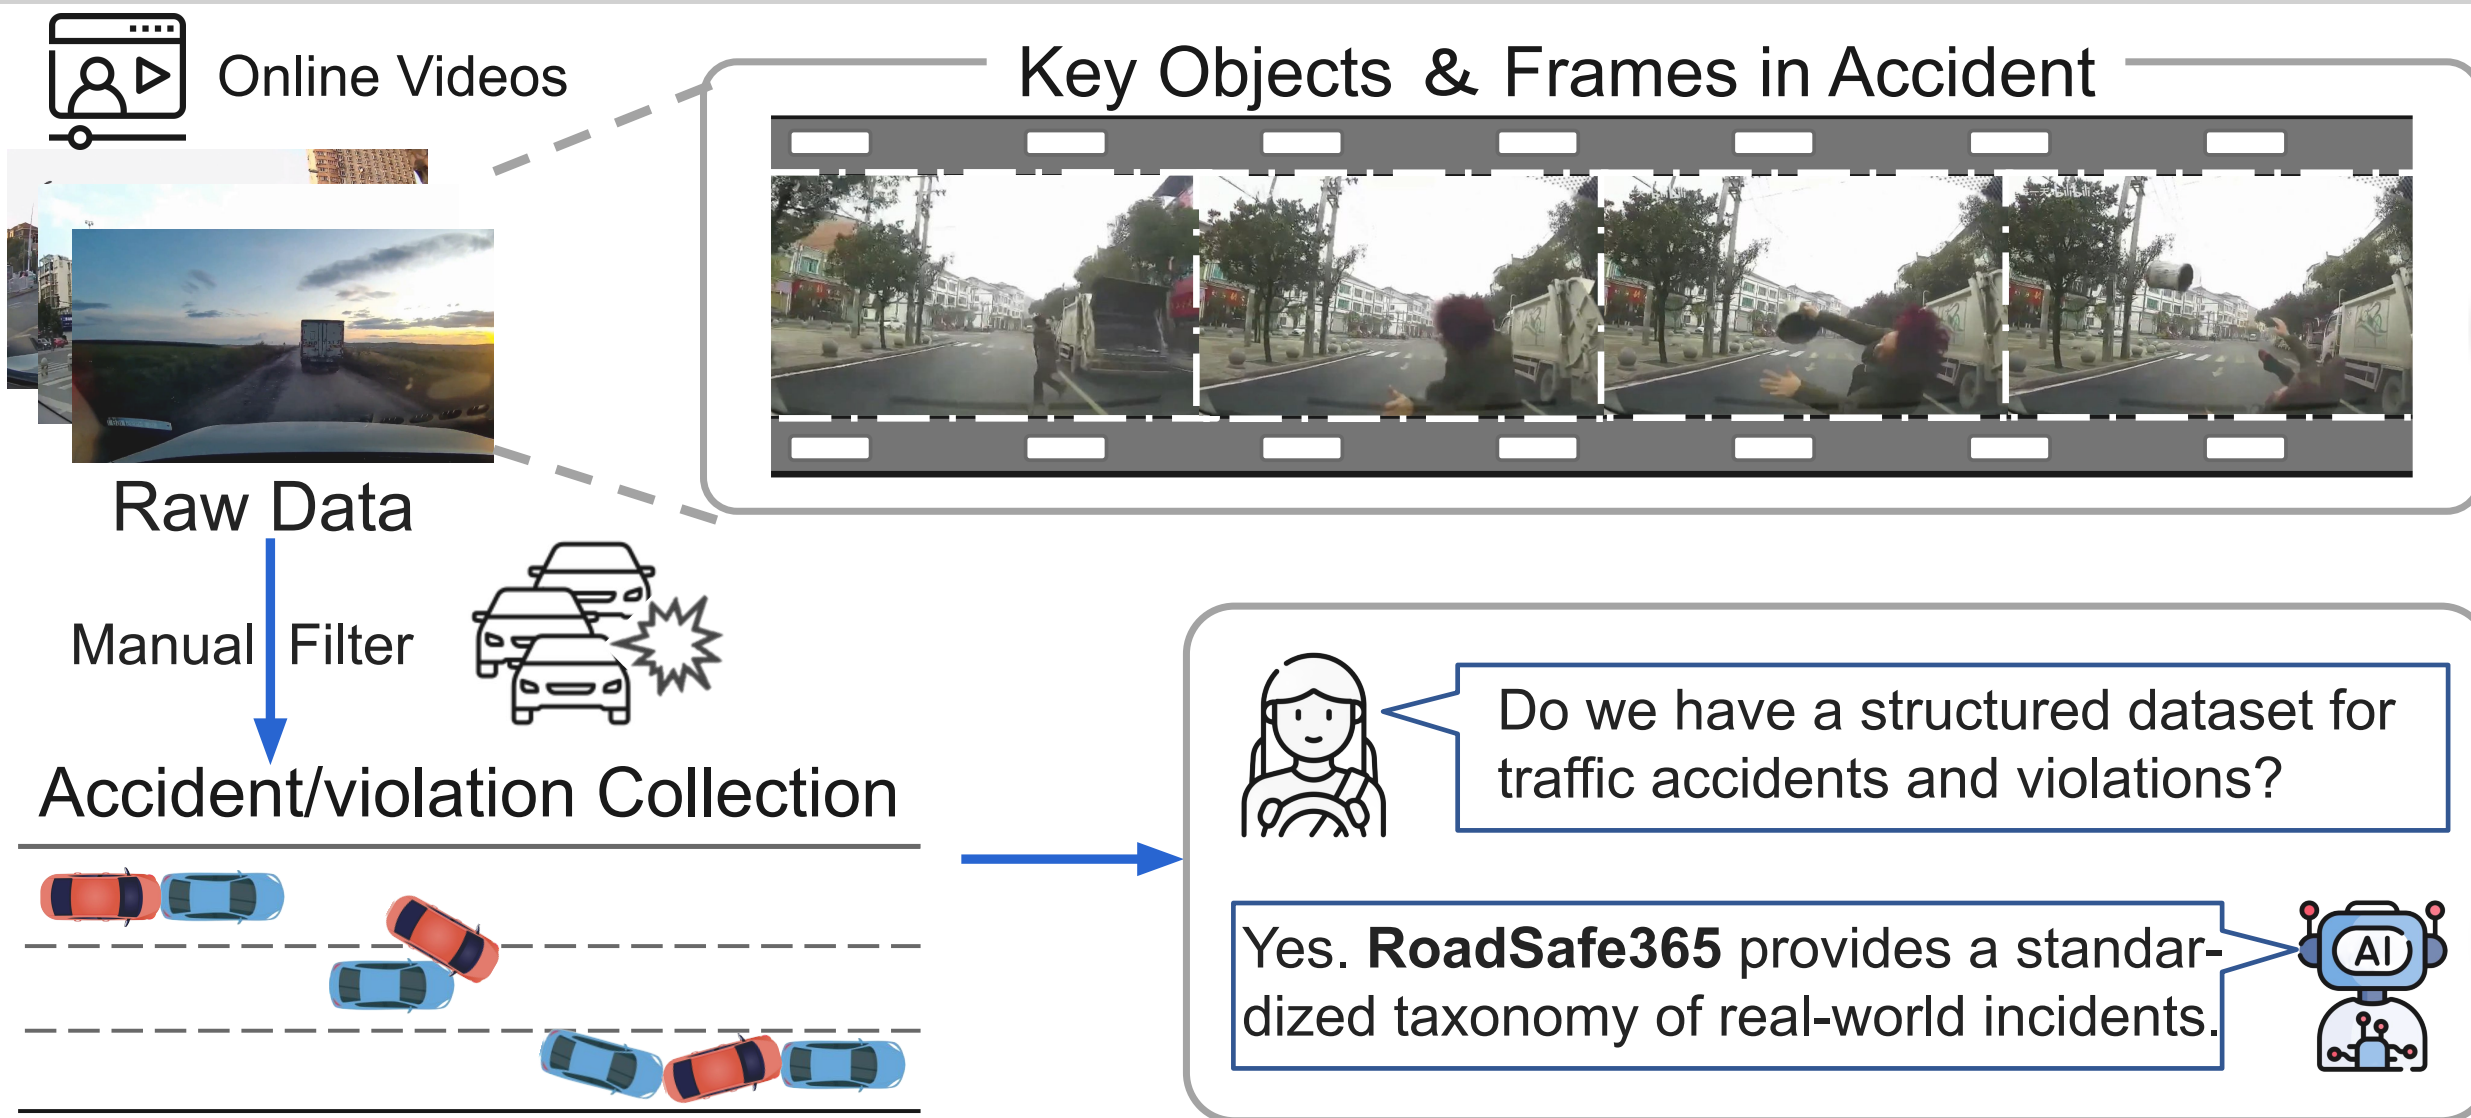 Online Videos
Key Objects & Frames in Accident
Raw Data
Manual Filter
Accident/violation Collection
Do we have a structured dataset for
traffic accidents and violations?
Yes. RoadSafe365 provides a standar-
dized taxonomy of real-world incidents.
AI